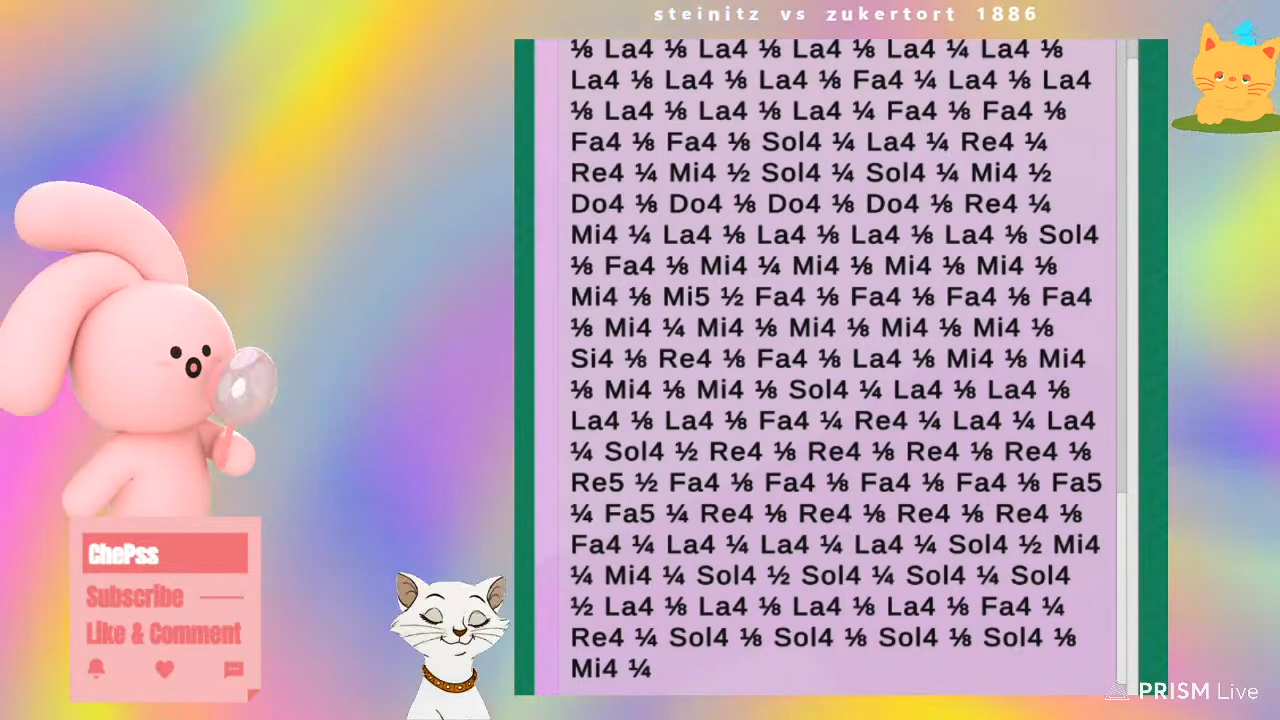 steinitz vs zukertort 1886
⅛ La4 ⅛ La4 ⅛ La4 ⅛ La4 ¼ La4 ⅛
La4 ⅛ La4 ⅛ La4 ⅛ Fa4 ¼ La4 ⅛ La4
⅛ La4 ⅛ La4 ⅛ La4 ¼ Fa4 ⅛ Fa4 ⅛
Fa4 ⅛ Fa4 ⅛ Sol4 ¼ La4 ¼ Re4 ¼
Re4 ¼ Mi4 ½ Sol4 ¼ Sol4 ¼ Mi4 ½
Do4 ⅛ Do4 ⅛ Do4 ⅛ Do4 ⅛ Re4 ¼
Mi4 ¼ La4 ⅛ La4 ⅛ La4 ⅛ La4 ⅛ Sol4
⅛ Fa4 ⅛ Mi4 ¼ Mi4 ⅛ Mi4 ⅛ Mi4 ⅛
Mi4 ⅛ Mi5 ½ Fa4 ⅛ Fa4 ⅛ Fa4 ⅛ Fa4
⅛ Mi4 ¼ Mi4 ⅛ Mi4 ⅛ Mi4 ⅛ Mi4 ⅛
Si4 ⅛ Re4 ⅛ Fa4 ⅛ La4 ⅛ Mi4 ⅛ Mi4
⅛ Mi4 ⅛ Mi4 ⅛ Sol4 ¼ La4 ⅛ La4 ⅛
La4 ⅛ La4 ⅛ Fa4 ¼ Re4 ¼ La4 ¼ La4
¼ Sol4 ½ Re4 ⅛ Re4 ⅛ Re4 ⅛ Re4 ⅛
Re5 ½ Fa4 ⅛ Fa4 ⅛ Fa4 ⅛ Fa4 ⅛ Fa5
¼ Fa5 ¼ Re4 ⅛ Re4 ⅛ Re4 ⅛ Re4 ⅛
Fa4 ¼ La4 ¼ La4 ¼ La4 ¼ Sol4 ½ Mi4
¼ Mi4 ¼ Sol4 ½ Sol4 ¼ Sol4 ¼ Sol4
½ La4 ⅛ La4 ⅛ La4 ⅛ La4 ⅛ Fa4 ¼
Re4 ¼ Sol4 ⅛ Sol4 ⅛ Sol4 ⅛ Sol4 ⅛
Mi4 ¼
ChePss
Subscribe
Like & Comment
PRISM Live